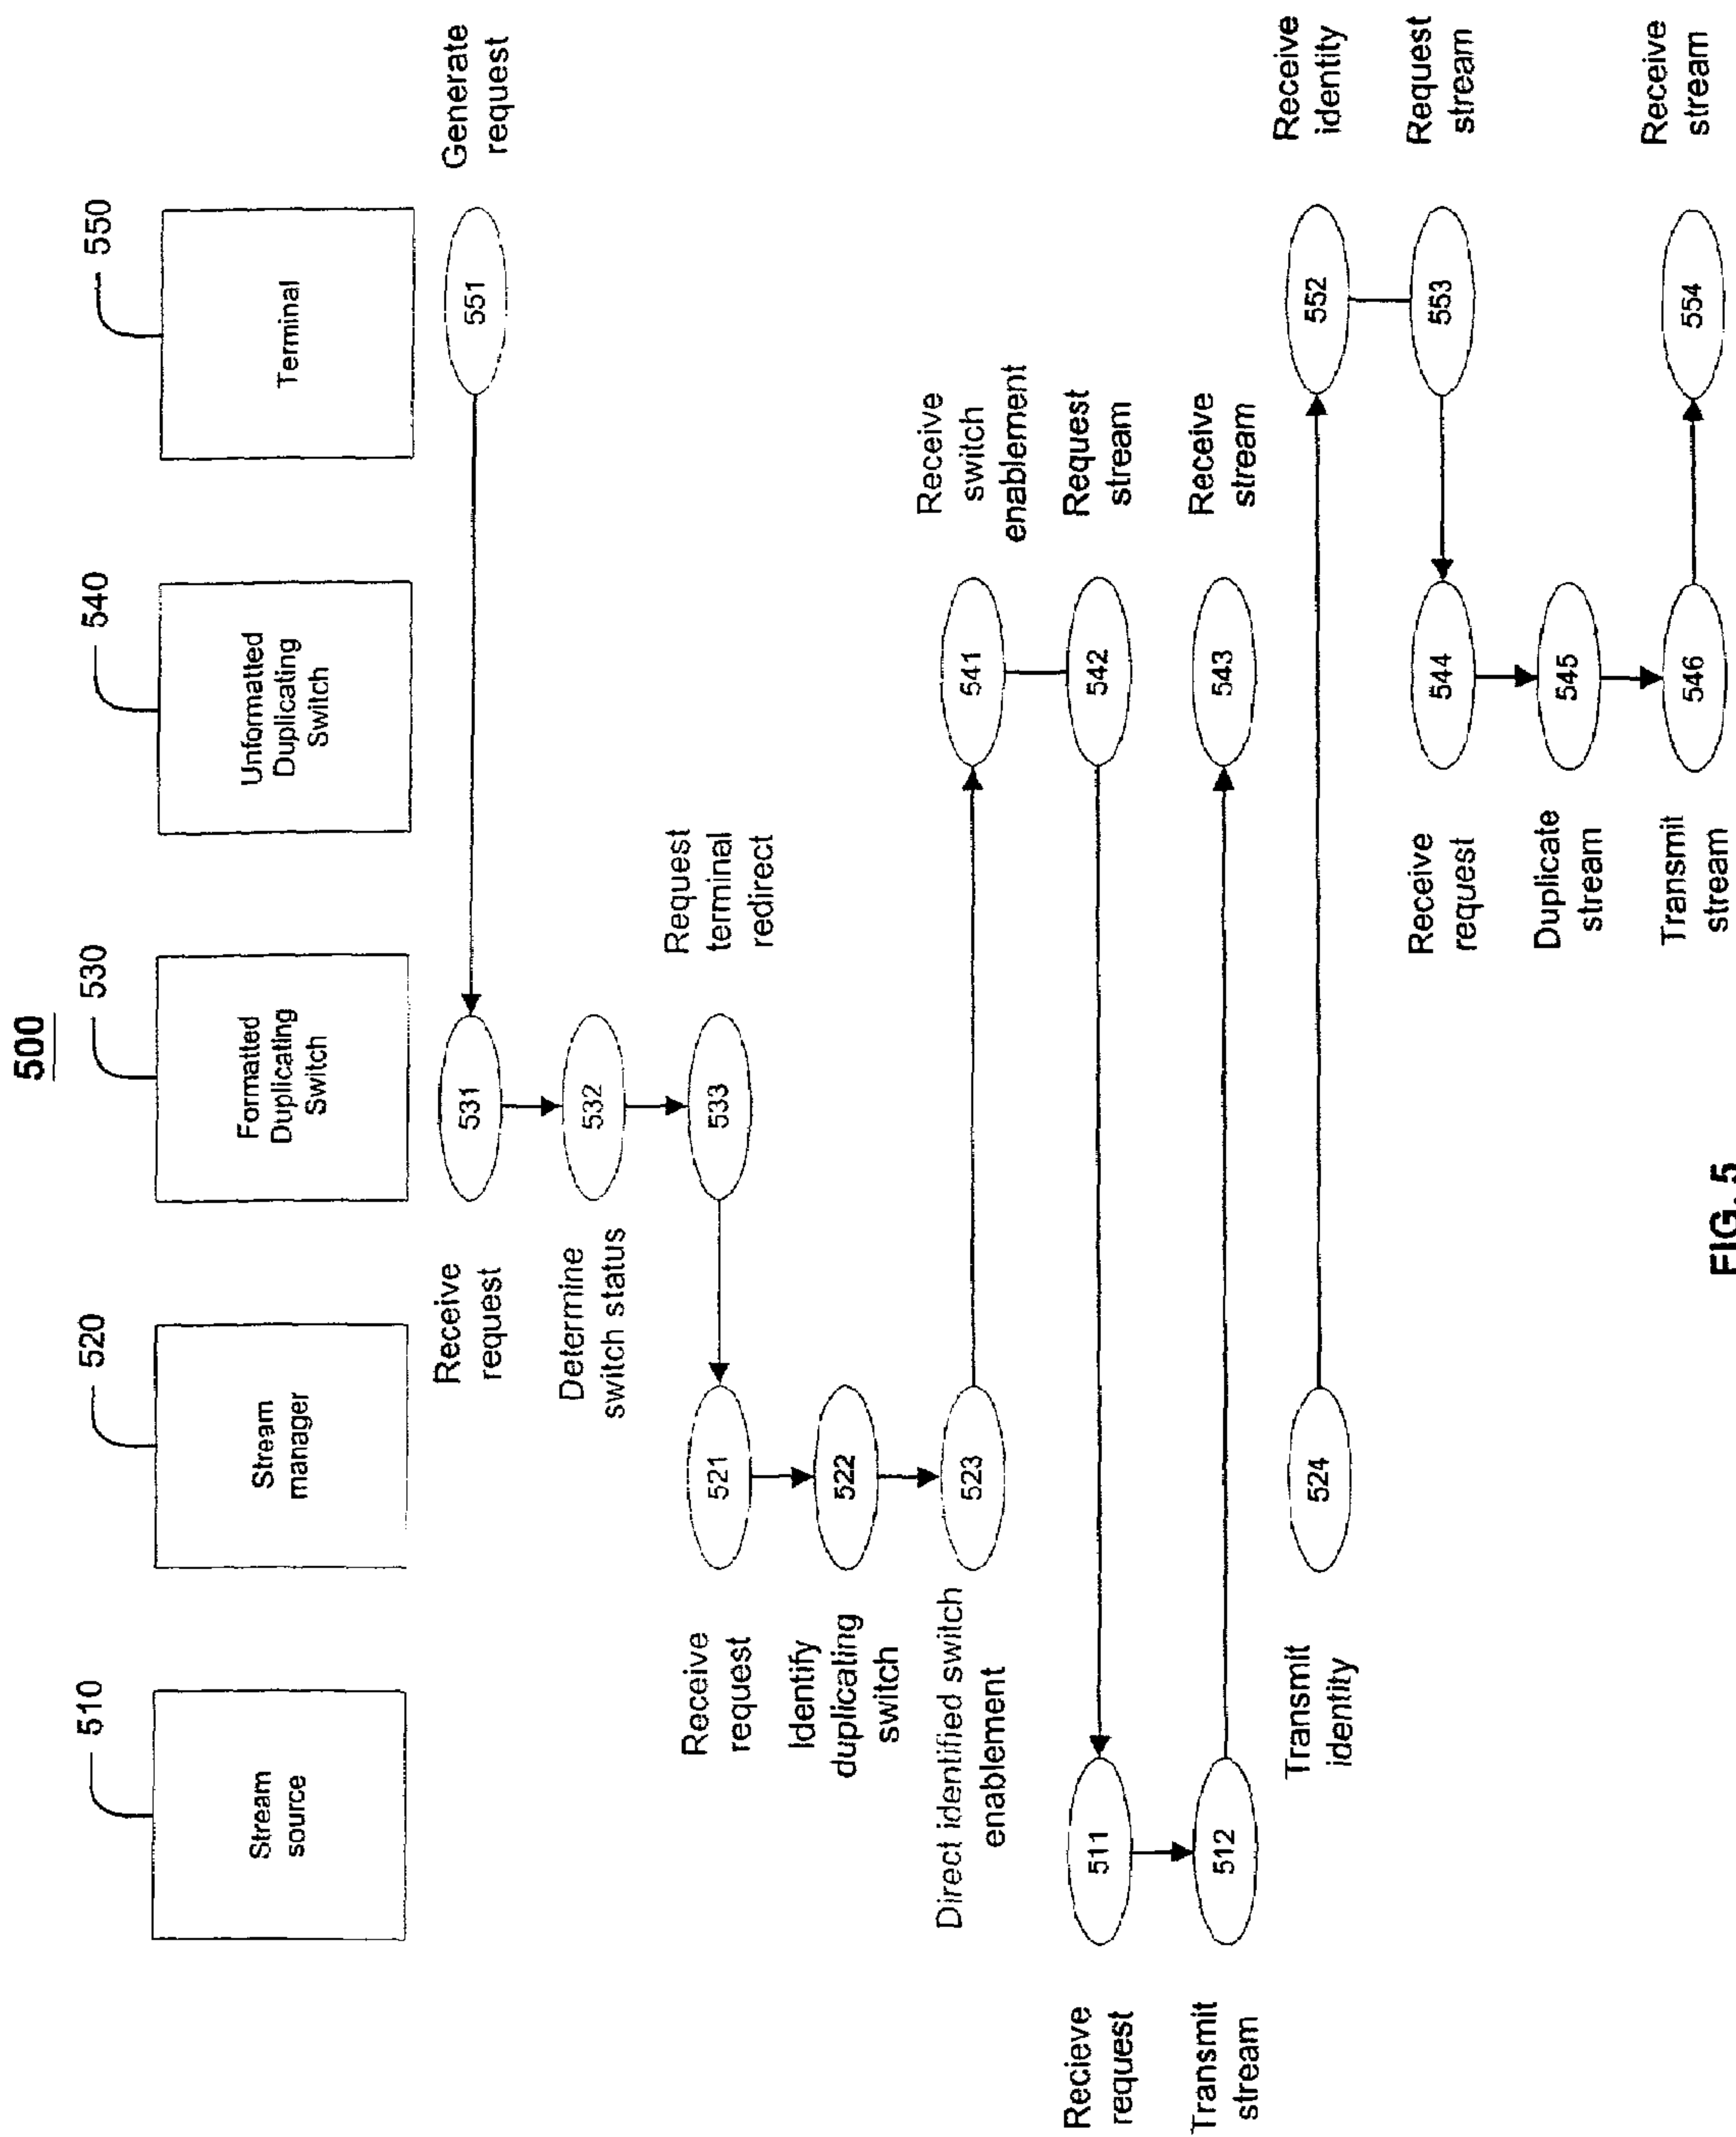 500
510
520
530
540
550
Stream
source
Stream
manager
Formatted
Duplicating
Switch
Unformatted
Duplicating
Switch
Terminal
Receive
request
531
551
Generate
request
Determine
switch status
532
Receive
request
521
533
Request
terminal
redirect
Identify
duplicating
switch
522
Direct identified switch
enablement
523
541
Receive
switch
enablement
Recieve
request
511
542
Request
stream
Transmit
stream
512
543
Receive
stream
Transmit
identity
524
552
Receive
identity
Receive
request
544
553
Request
stream
Duplicate
stream
545
Transmit
stream
546
554
Receive
stream
FIG. 5